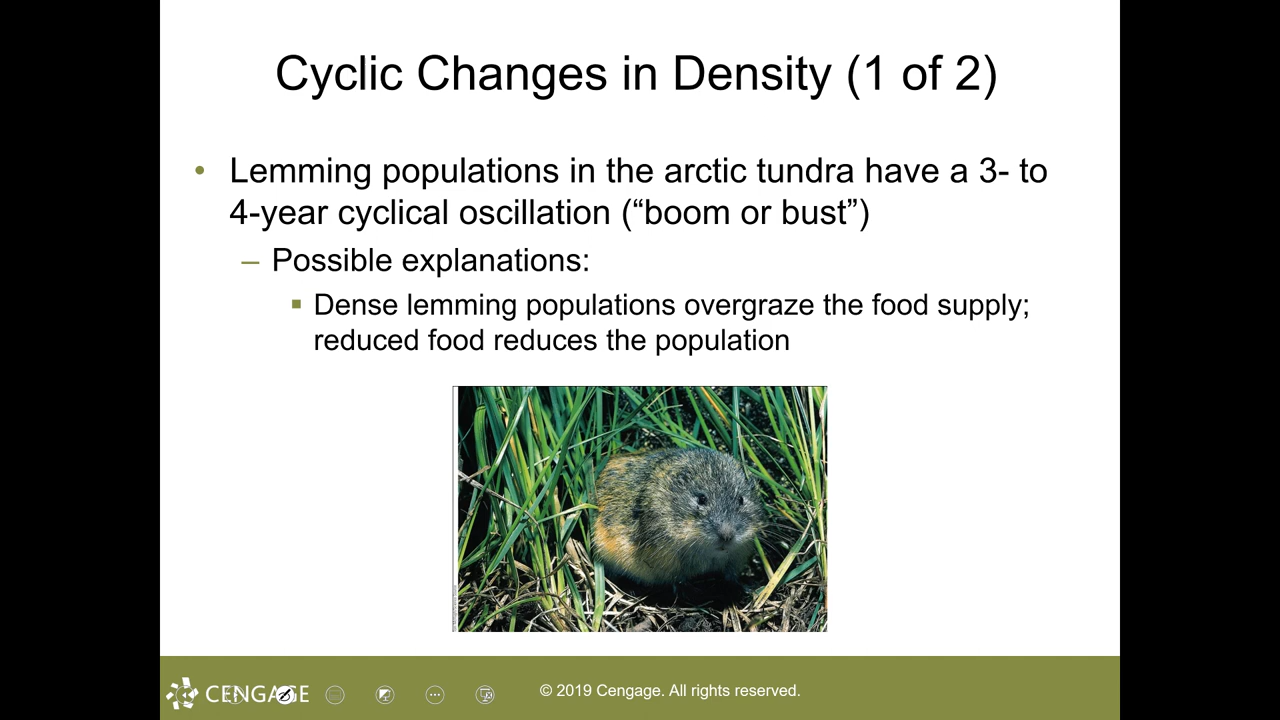 Cyclic Changes in Density (1 of 2)
• Lemming populations in the arctic tundra have a 3- to
4-year cyclical oscillation (“boom or bust”)
– Possible explanations:
▪ Dense lemming populations overgraze the food supply;
reduced food reduces the population
CENGAGE
© 2019 Cengage. All rights reserved.